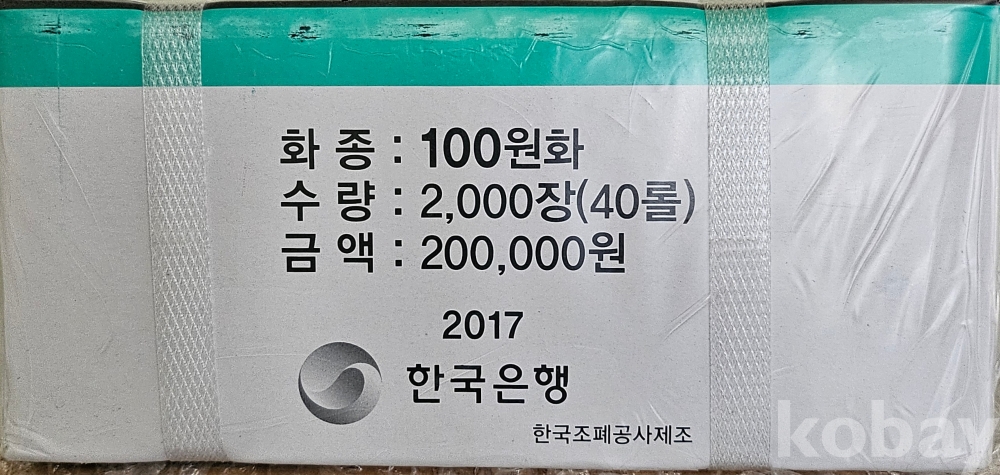 화 종 : 100원화
수 량 : 2,000장(40롤)
금 액 : 200,000원
2017
한국은행
한국조폐공사제조
kobay